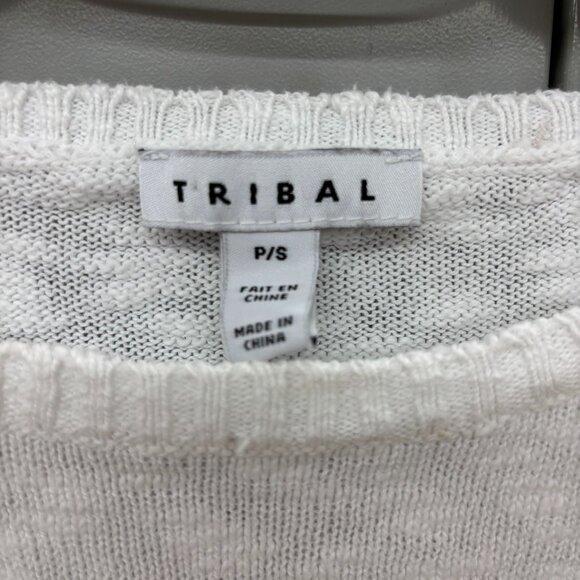 TRIBAL
P/S
FAIT EN
CHINE
MADE IN
CHINA